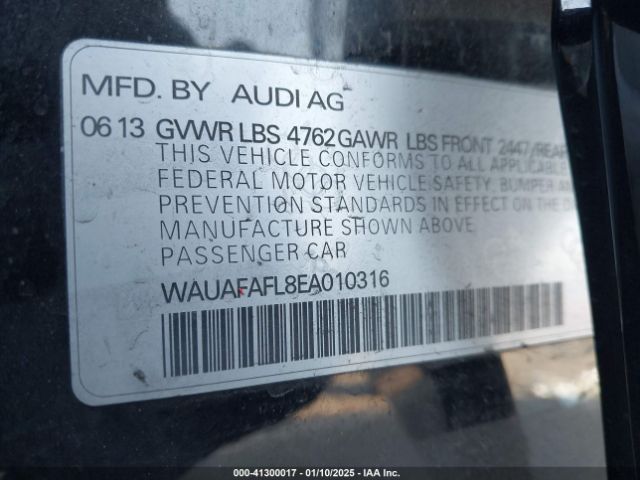 MFD. BY AUDI AG
06 13 GVWR LBS 4762 GAWR LBS FRONT 2447 /REAR
THIS VEHICLE CONFORMS TO ALL APPLICABLE
FEDERAL MOTOR VEHICLE SAFETY, BUMPER AN
PREVENTION STANDARDS IN EFFECT ON THE D
MANUFACTURE SHOWN ABOVE.
PASSENGER CAR
WAUAFAFL8EA010316
000-41300017 - 01/10/2025 - IAA Inc.